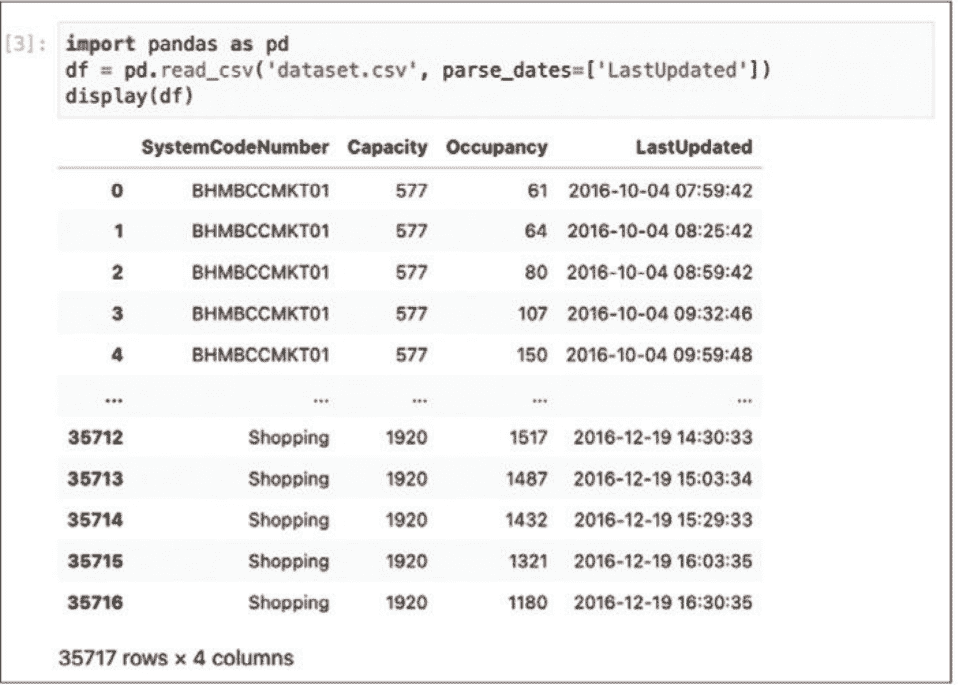 [3]: import pandas as pd
df = pd.read_csv('dataset.csv', parse_dates=['LastUpdated'])
display(df)
SystemCodeNumber Capacity Occupancy LastUpdated
0 BHMBCCMKT01 577 61 2016-10-04 07:59:42
1 BHMBCCMKT01 577 64 2016-10-04 08:25:42
2 BHMBCCMKT01 577 80 2016-10-04 08:59:42
3 BHMBCCMKT01 577 107 2016-10-04 09:32:46
4 BHMBCCMKT01 577 150 2016-10-04 09:59:48
... ... ... ... ...
35712 Shopping 1920 1517 2016-12-19 14:30:33
35713 Shopping 1920 1487 2016-12-19 15:03:34
35714 Shopping 1920 1432 2016-12-19 15:29:33
35715 Shopping 1920 1321 2016-12-19 16:03:35
35716 Shopping 1920 1180 2016-12-19 16:30:35
35717 rows × 4 columns